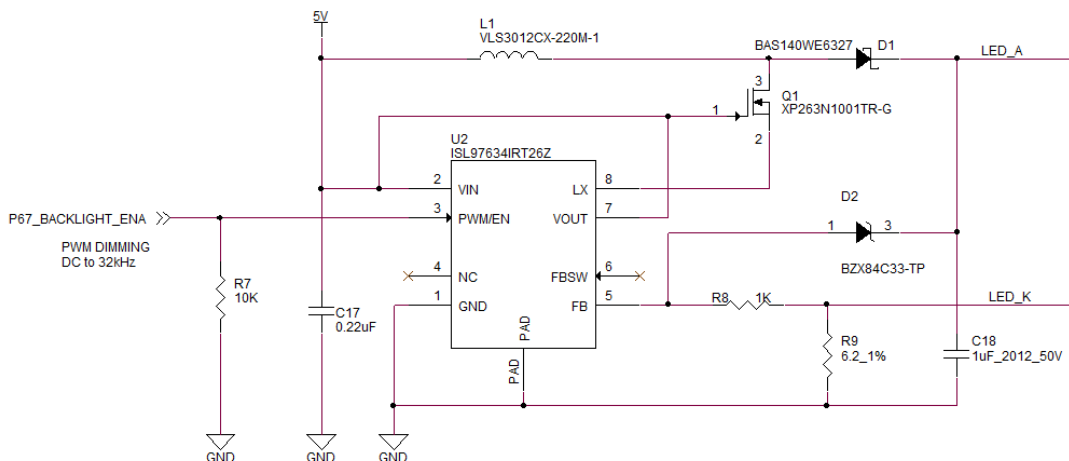 5V
L1
VLS3012CX-220M-1
BAS140WE6327
D1
LED_A
3
Q1
XP263N1001TR-G
1
2
U2
ISL97634IRT26Z
2
VIN
LX
8
P67_BACKLIGHT_ENA
3
PWM/EN
VOUT
7
D2
PWM DIMMING
DC to 32kHz
1
3
BZX84C33-TP
4
NC
FBSW
6
R7
10K
1
GND
FB
5
R8
1K
LED_K
C17
0.22uF
PAD
PAD
R9
6.2_1%
C18
1uF_2012_50V
GND
GND
GND